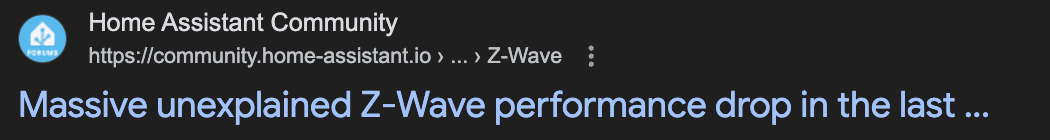 Home Assistant Community
FORUMS
https://community.home-assistant.io › ... › Z-Wave
Massive unexplained Z-Wave performance drop in the last ...